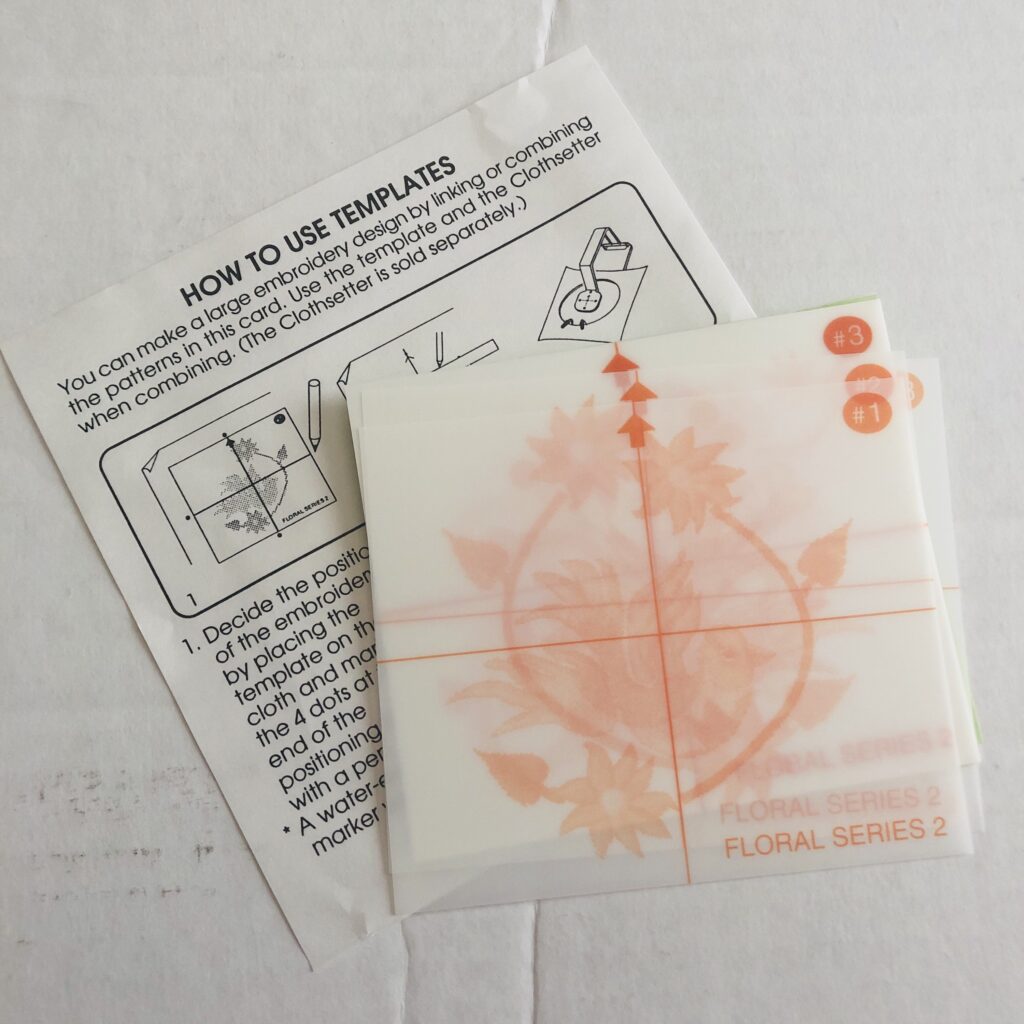 HOW TO USE TEMPLATES
You can make a large embroidery design by linking or combining
the patterns in this card. Use the template and the Clothsetter
when combining. (The Clothsetter is sold separately.)
FLORAL SERIES 2
1
1. Decide the positio
of the embroider
by placing the
template on th
cloth and mar
the 4 dots at
end of the
positioning
with a pen
* A water-e
marker
#3
#2
#1
FLORAL SERIES 2
FLORAL SERIES 2
FLORAL SERIES 2